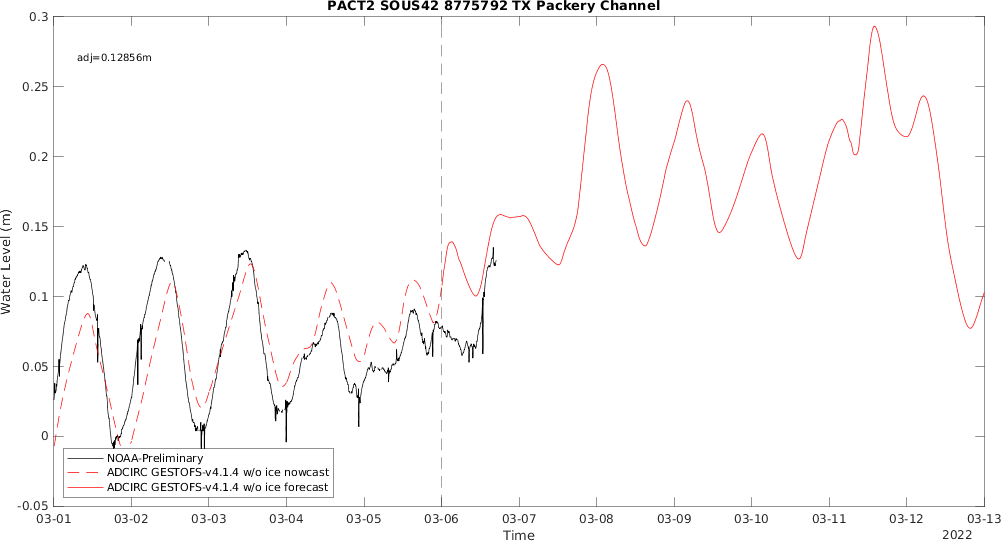 PACT2 SOUS42 8775792 TX Packery Channel
0.3
adj=0.12856m
0.25
0.2
0.15
Water Level (m)
0.1
0.05
0
NOAA-Preliminary
ADCIRC GESTOFS-v4.1.4 w/o ice nowcast
ADCIRC GESTOFS-v4.1.4 w/o ice forecast
-0.05
03-01 03-02 03-03 03-04 03-05 03-06 03-07 03-08 03-09 03-10 03-11 03-12 03-13
Time
2022